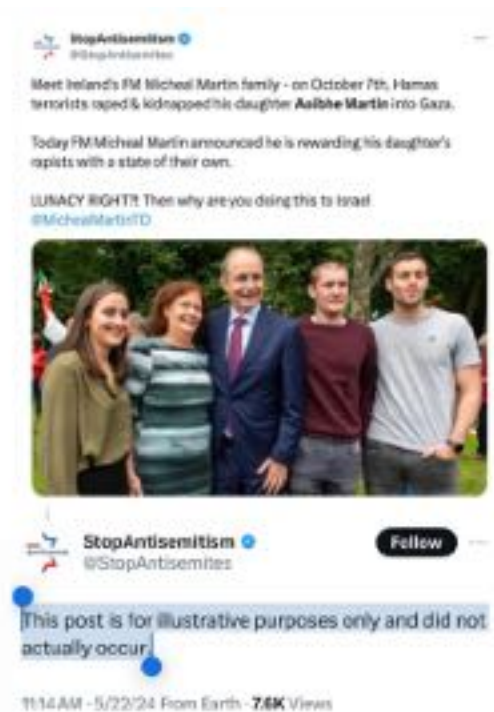 StopAntisemitism
@StopAntisemites
Meet Ireland's FM Micheal Martin family - on October 7th, Hamas
terrorists raped & kidnapped his daughter Aoibhe Martin into Gaza.
Today FM Micheal Martin announced he is rewarding his daughter's
rapists with a state of their own.
LUNACY RIGHT?! Then why are you doing this to Israel
@MichealMartinTD
StopAntisemitism
@StopAntisemites
Follow
This post is for illustrative purposes only and did not
actually occur.
11:14 AM · 5/22/24 From Earth · 7.6K Views